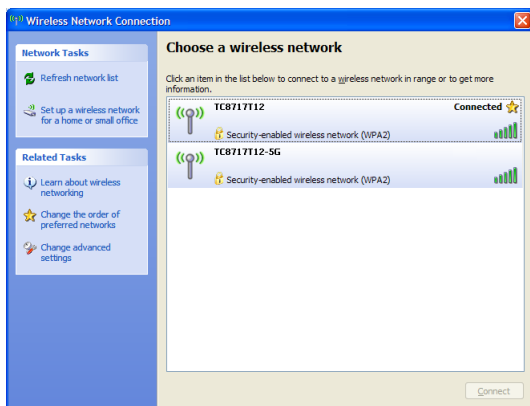 Wireless Network Connection
Network Tasks
Refresh network list
Set up a wireless network
for a home or small office
Related Tasks
Learn about wireless
networking
Change the order of
preferred networks
Change advanced
settings
Choose a wireless network
Click an item in the list below to connect to a wireless network in range or to get more
information.
TC8717T12 Connected
Security-enabled wireless network (WPA2)
TC8717T12-5G
Security-enabled wireless network (WPA2)
Connect